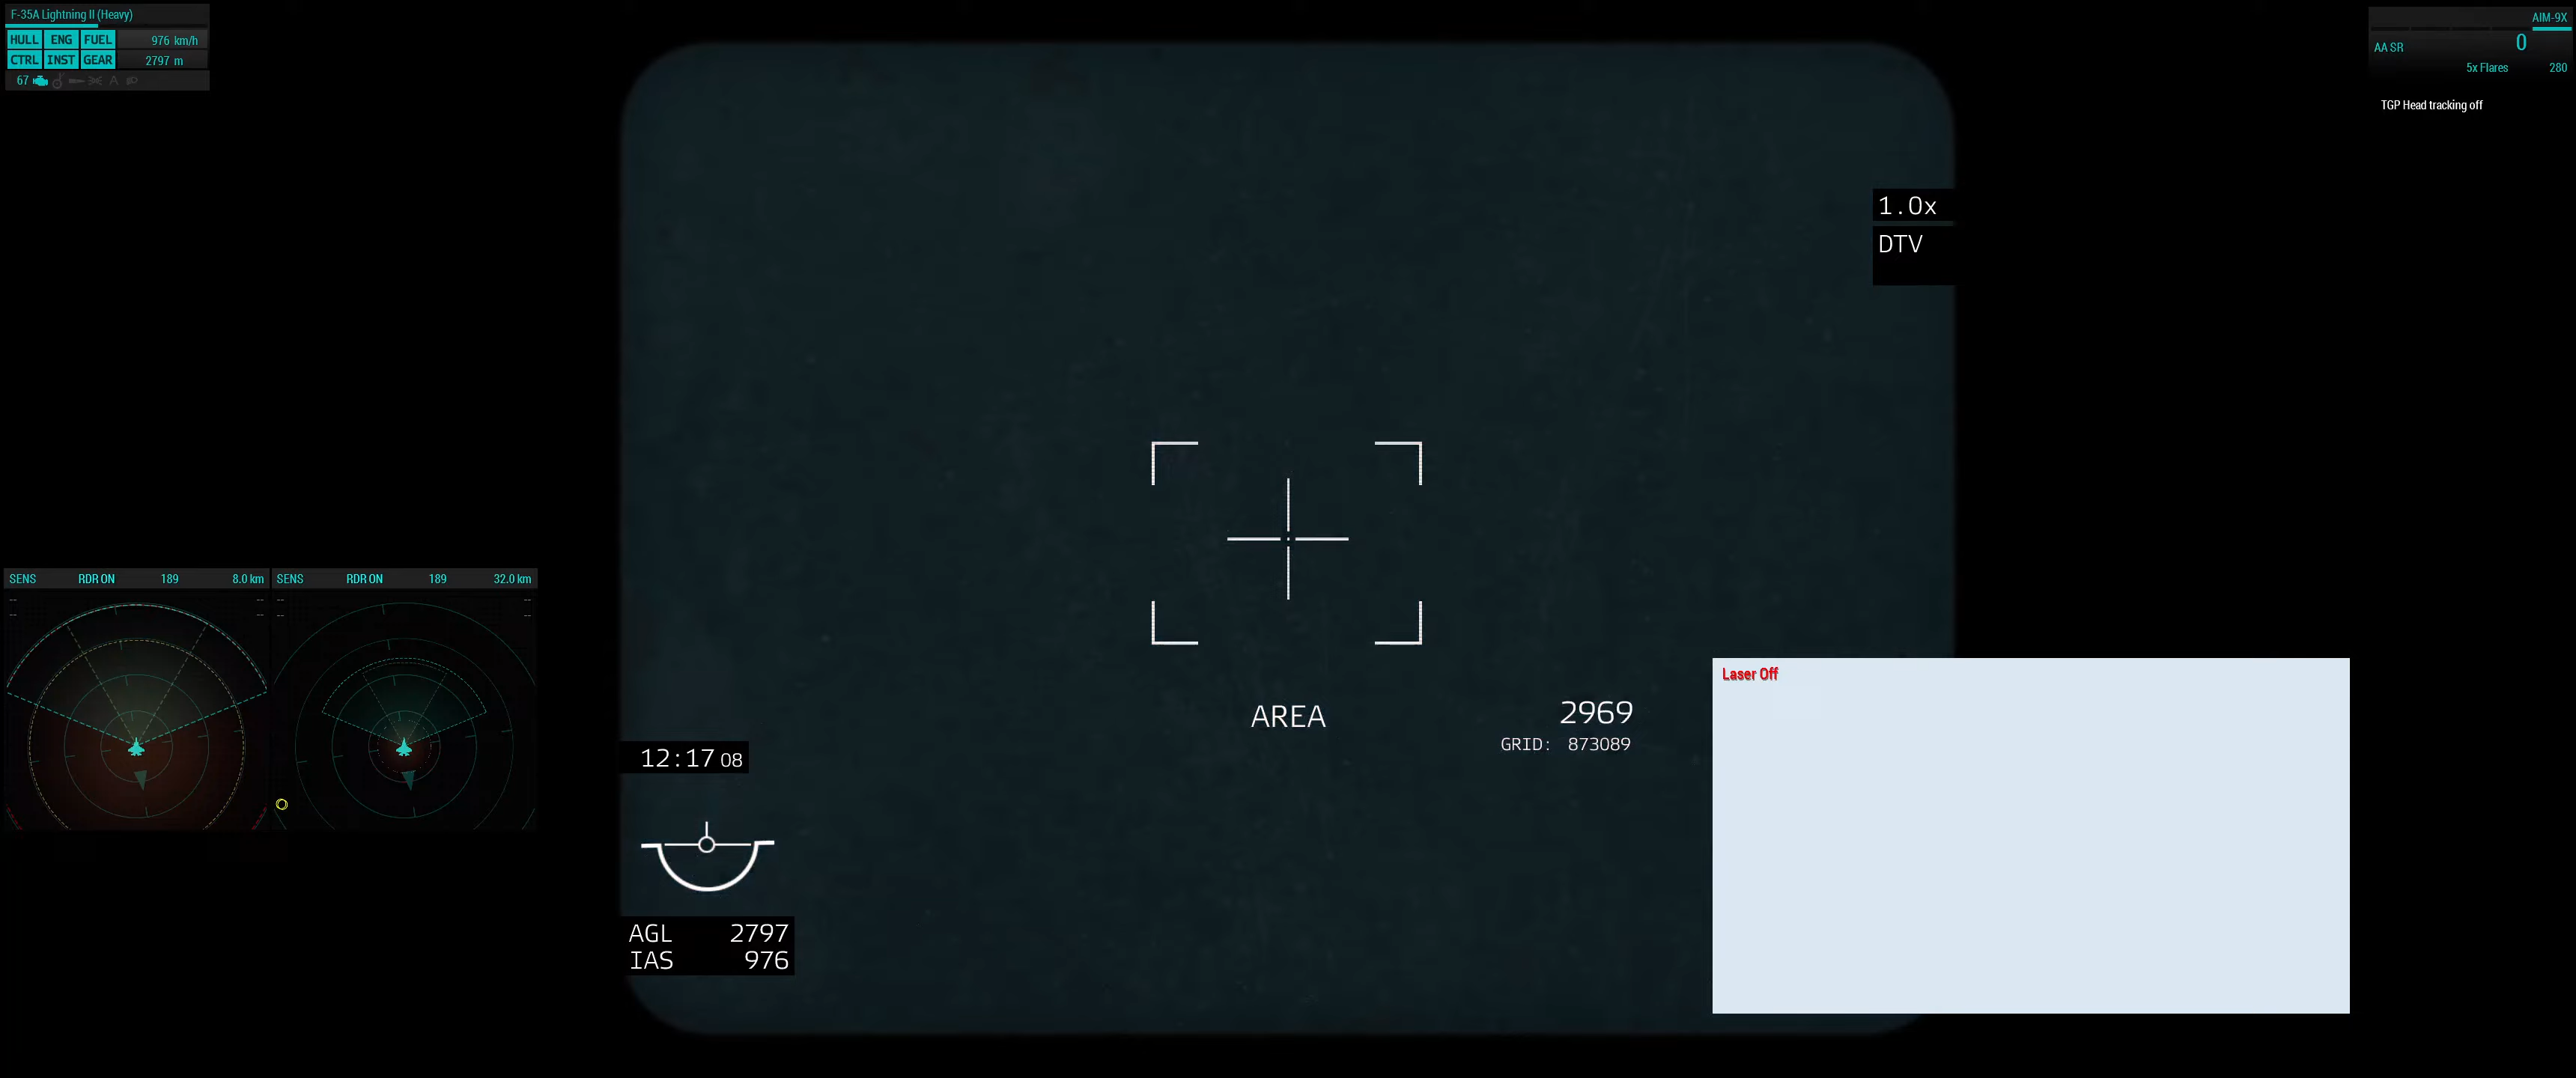 F-35A Lightning II (Heavy)
HULL ENG FUEL 976 km/h
CTRL INST GEAR 2797 m
67 A
AIM-9X
AA SR 0
5x Flares 280
TGP Head tracking off
1.0x
DTV
SENS RDR ON 189 8.0 km
SENS RDR ON 189 32.0 km
-- --
-- --
-- --
-- --
Laser Off
AREA
2969
GRID: 873089
12:17 08
AGL 2797
IAS 976